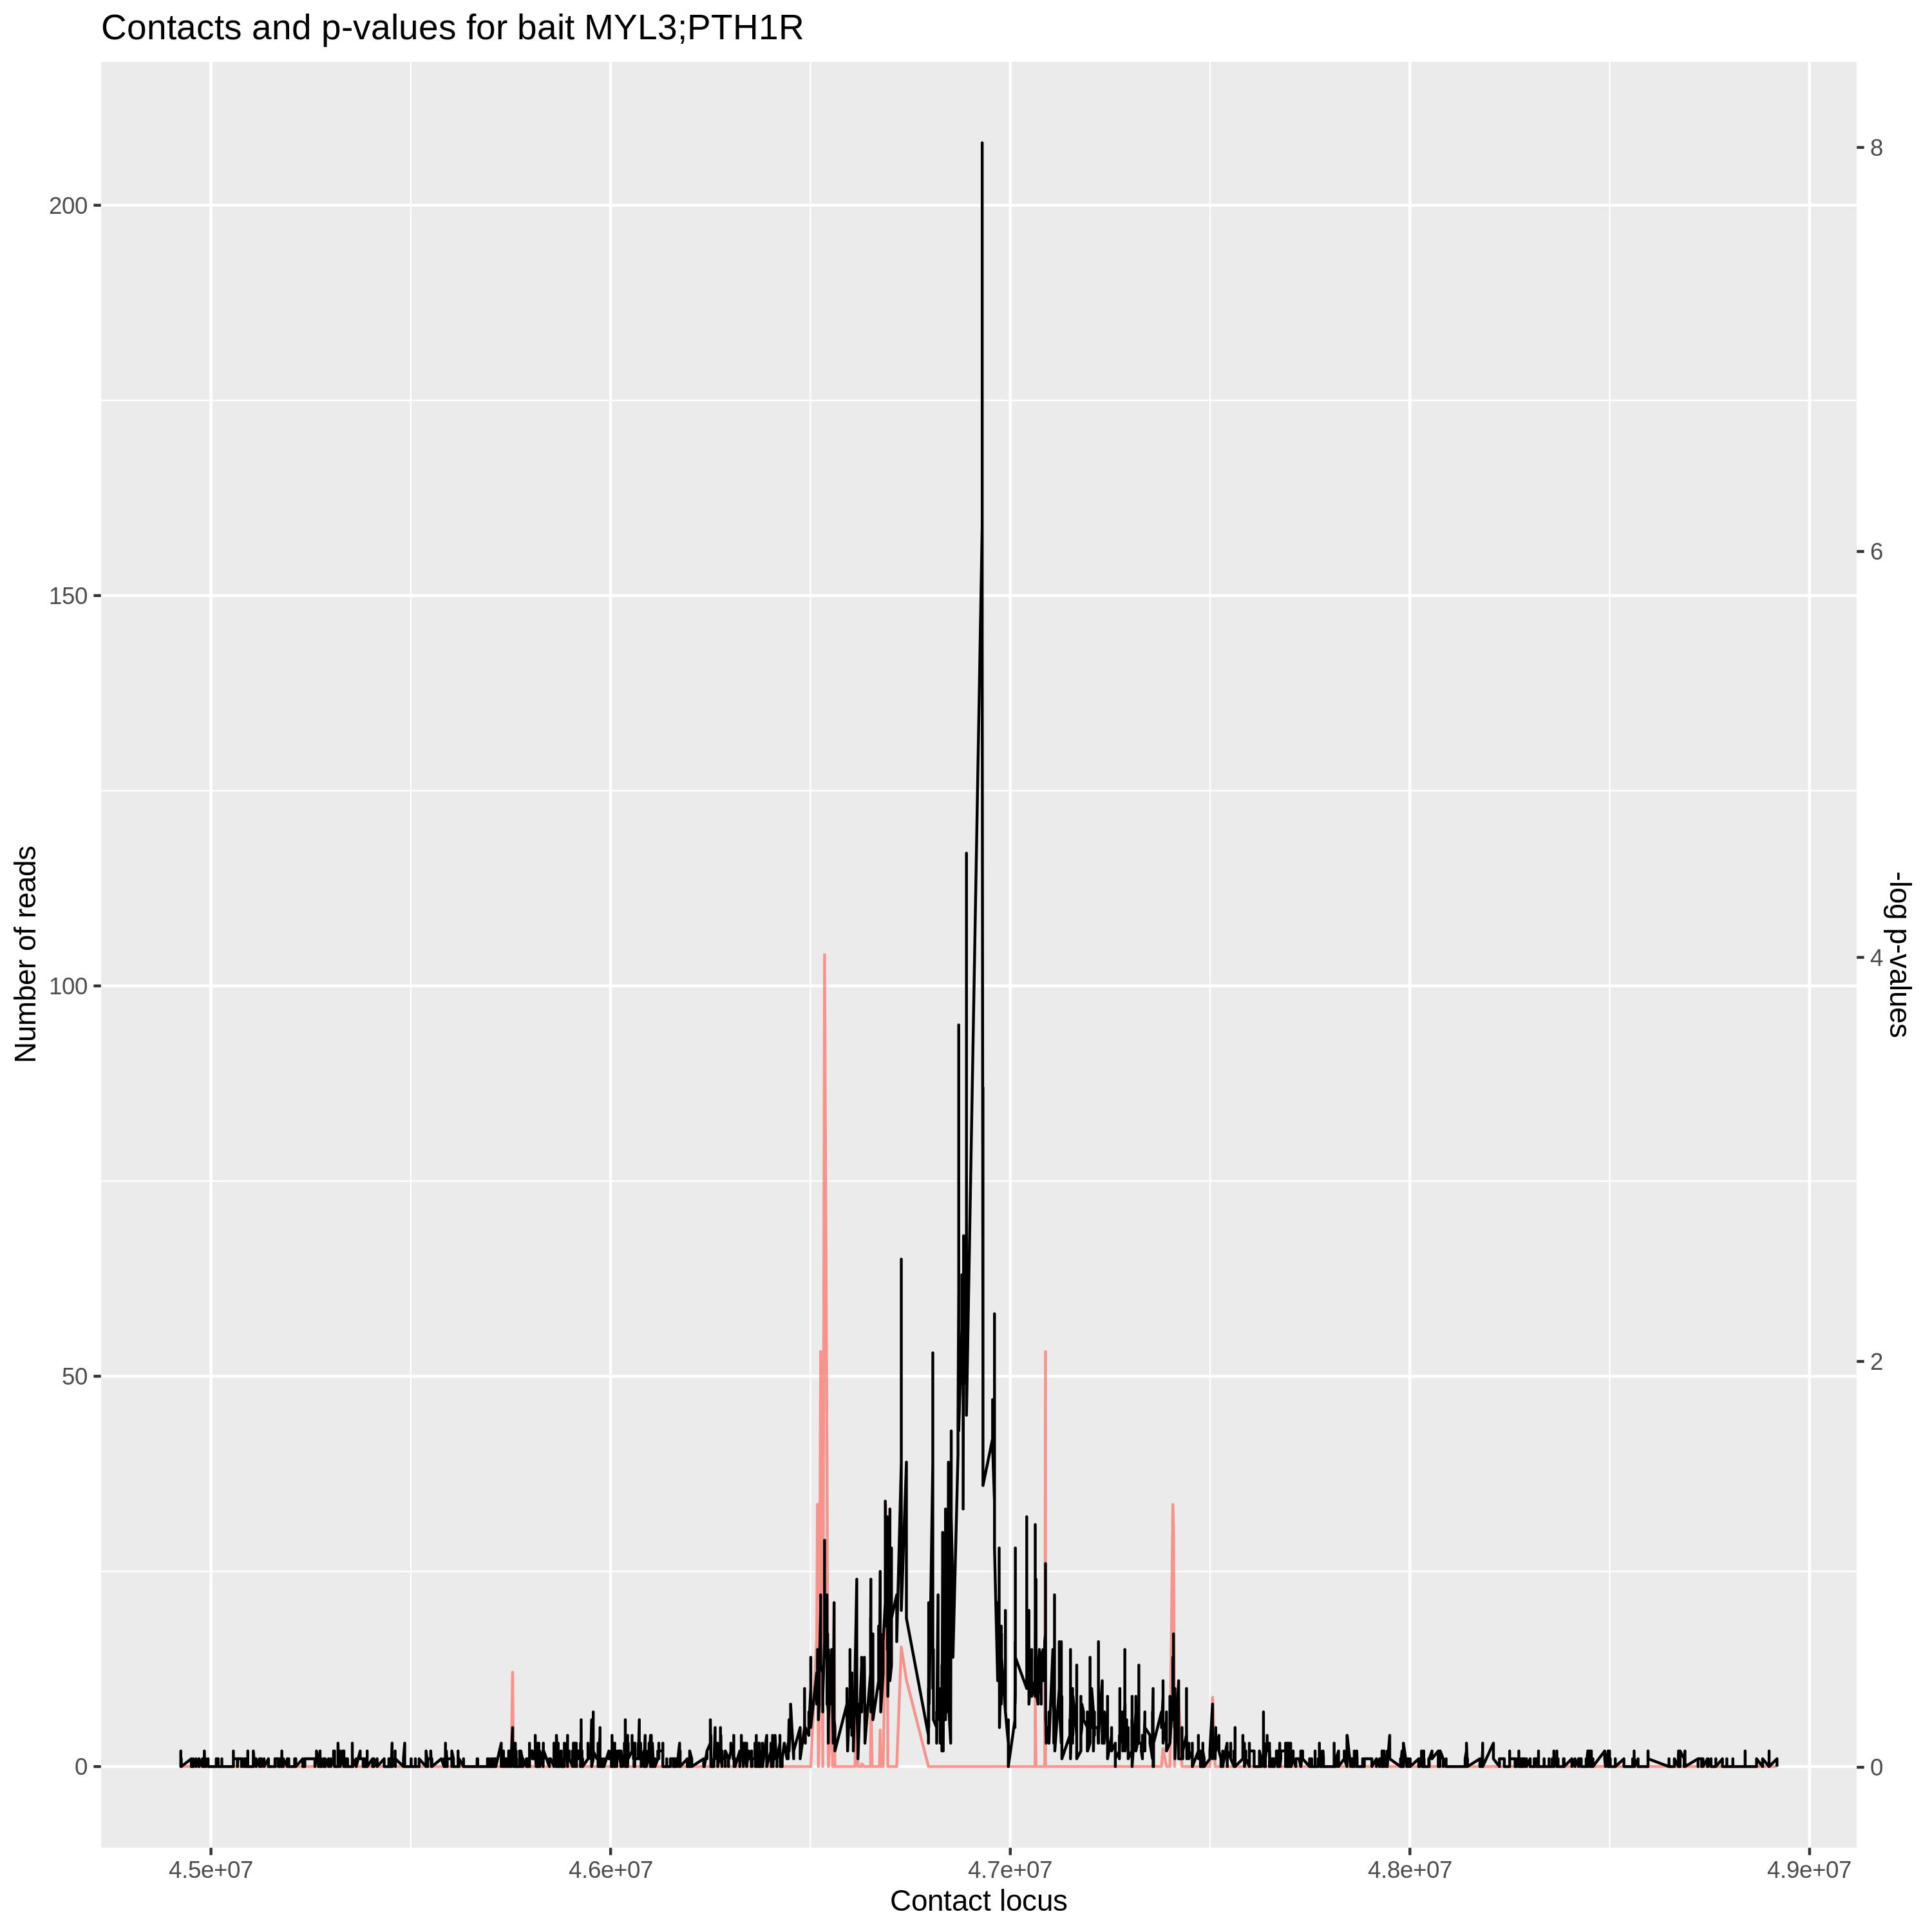 Contacts and p-values for bait MYL3;PTH1R
200
150
100
50
0
Number of reads
8
6
4
2
0
-log p-values
4.5e+07
4.6e+07
4.7e+07
4.8e+07
4.9e+07
Contact locus